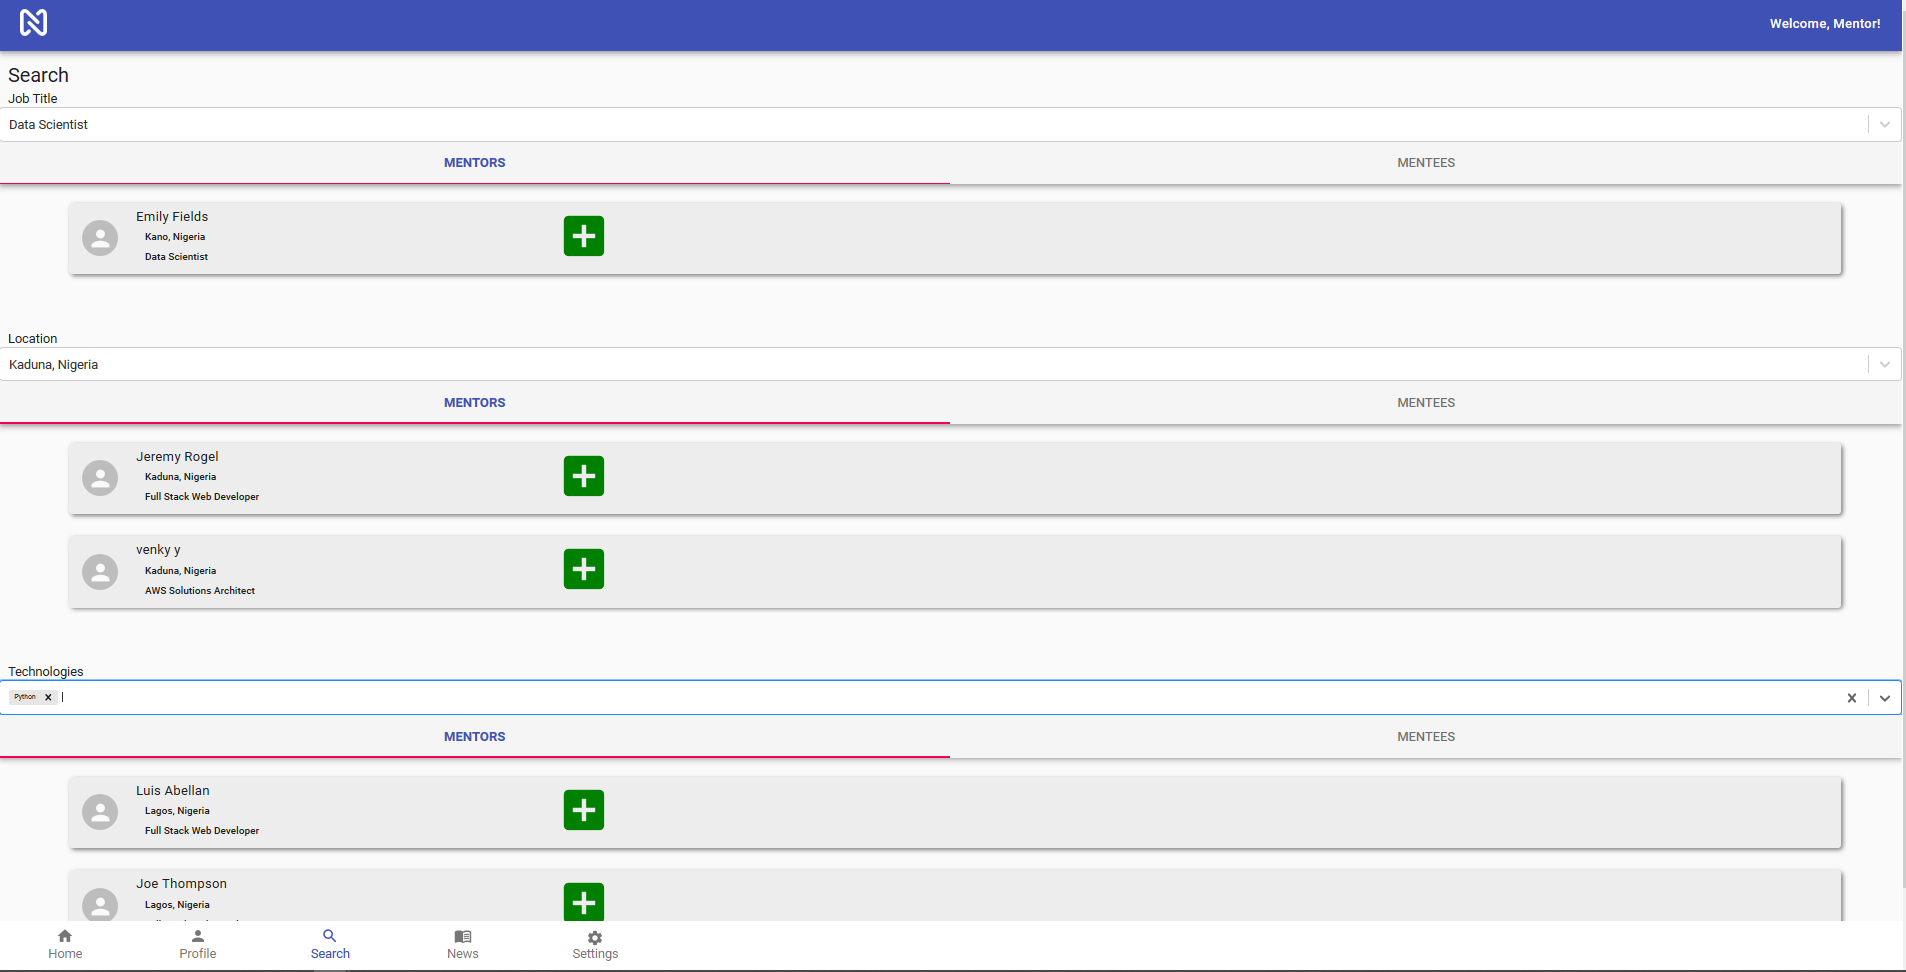 Welcome, Mentor!
Search
Job Title
Data Scientist
MENTORS MENTEES
Emily Fields
Kano, Nigeria
Data Scientist
Location
Kaduna, Nigeria
MENTORS MENTEES
Jeremy Rogel
Kaduna, Nigeria
Full Stack Web Developer
venky y
Kaduna, Nigeria
AWS Solutions Architect
Technologies
Python
MENTORS MENTEES
Luis Abellan
Lagos, Nigeria
Full Stack Web Developer
Joe Thompson
Lagos, Nigeria
Home Profile Search News Settings